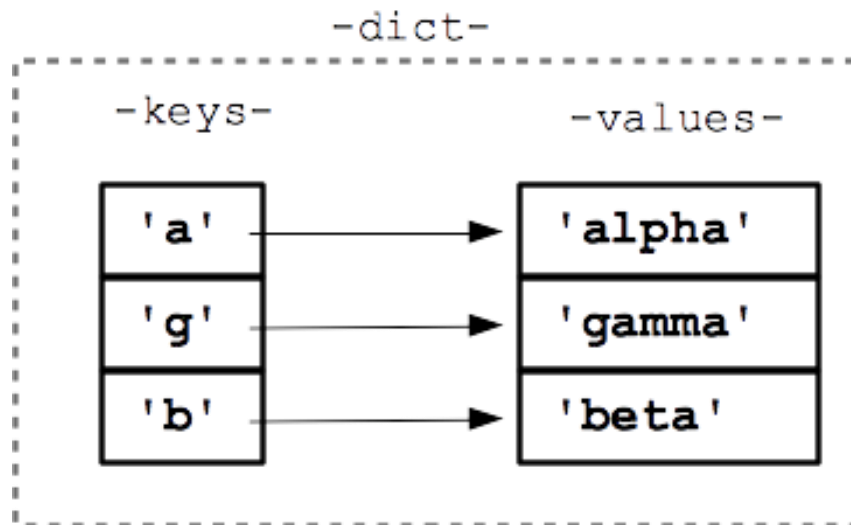 -dict-
-keys- -values-
'a' 'alpha'
'g' 'gamma'
'b' 'beta'